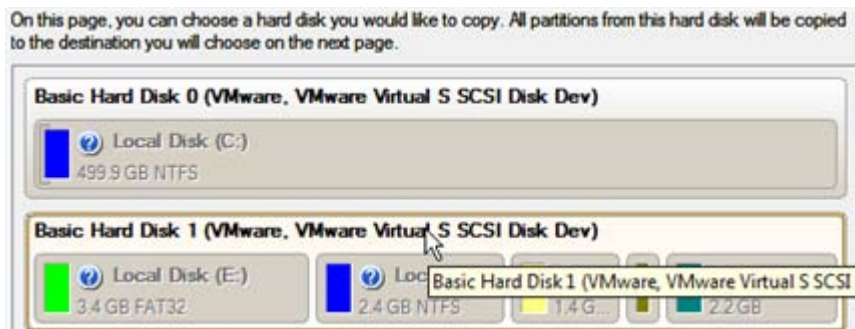 On this page, you can choose a hard disk you would like to copy. All partitions from this hard disk will be copied
to the destination you will choose on the next page.
Basic Hard Disk 0 (VMware, VMware Virtual S SCSI Disk Dev)
Local Disk (C:)
499.9 GB NTFS
Basic Hard Disk 1 (VMware, VMware Virtual S SCSI Disk Dev)
Local Disk (E:)
3.4 GB FAT32
Loc
2.4 GB NTFS
Basic Hard Disk 1 (VMware, VMware Virtual S SCSI
1.4 G...
2.2 GB